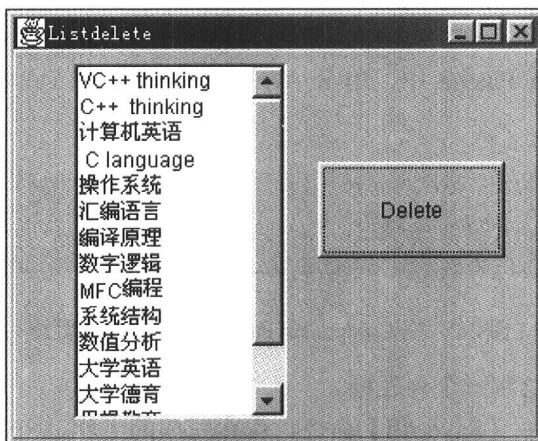 Listdelete
VC++ thinking
C++ thinking
计算机英语
C language
操作系统
汇编语言
编译原理
数字逻辑
MFC编程
系统结构
数值分析
大学英语
大学德育
Delete